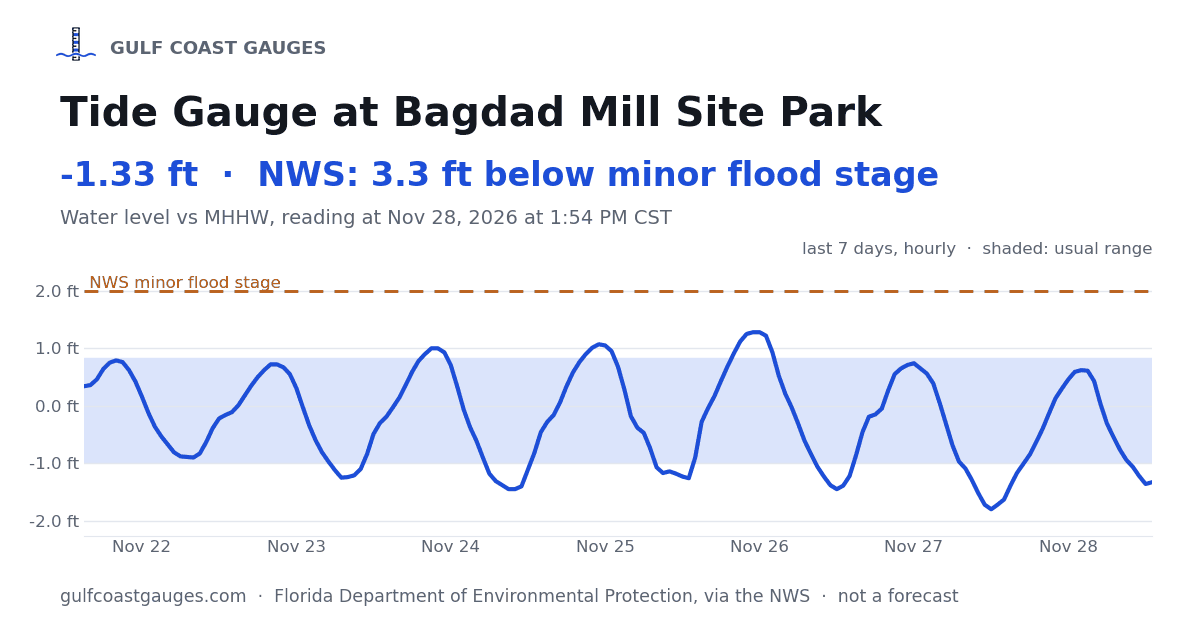 GULF COAST GAUGES
Tide Gauge at Bagdad Mill Site Park
-1.33 ft · NWS: 3.3 ft below minor flood stage
Water level vs MHHW, reading at Nov 28, 2026 at 1:54 PM CST
last 7 days, hourly · shaded: usual range
NWS minor flood stage
2.0 ft
1.0 ft
0.0 ft
-1.0 ft
-2.0 ft
Nov 22 Nov 23 Nov 24 Nov 25 Nov 26 Nov 27 Nov 28
gulfcoastgauges.com · Florida Department of Environmental Protection, via the NWS · not a forecast